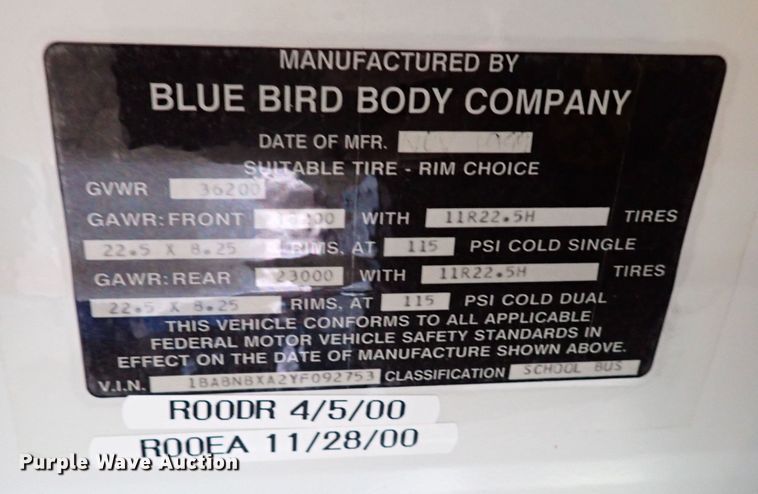 MANUFACTURED BY
BLUE BIRD BODY COMPANY
DATE OF MFR.
SUITABLE TIRE - RIM CHOICE
GVWR 36200
GAWR: FRONT WITH 11R22.5H TIRES
22.5 X 8.25 RIMS, AT 115 PSI COLD SINGLE
GAWR: REAR 23000 WITH 11R22.5H TIRES
22.5 X 8.25 RIMS, AT 115 PSI COLD DUAL
THIS VEHICLE CONFORMS TO ALL APPLICABLE
FEDERAL MOTOR VEHICLE SAFETY STANDARDS IN
EFFECT ON THE DATE OF MANUFACTURE SHOWN ABOVE.
V.I.N. 1BABNBXA2YF092753 CLASSIFICATION SCHOOL BUS
R00DR 4/5/00
R00EA 11/28/00
Purple Wave Auction